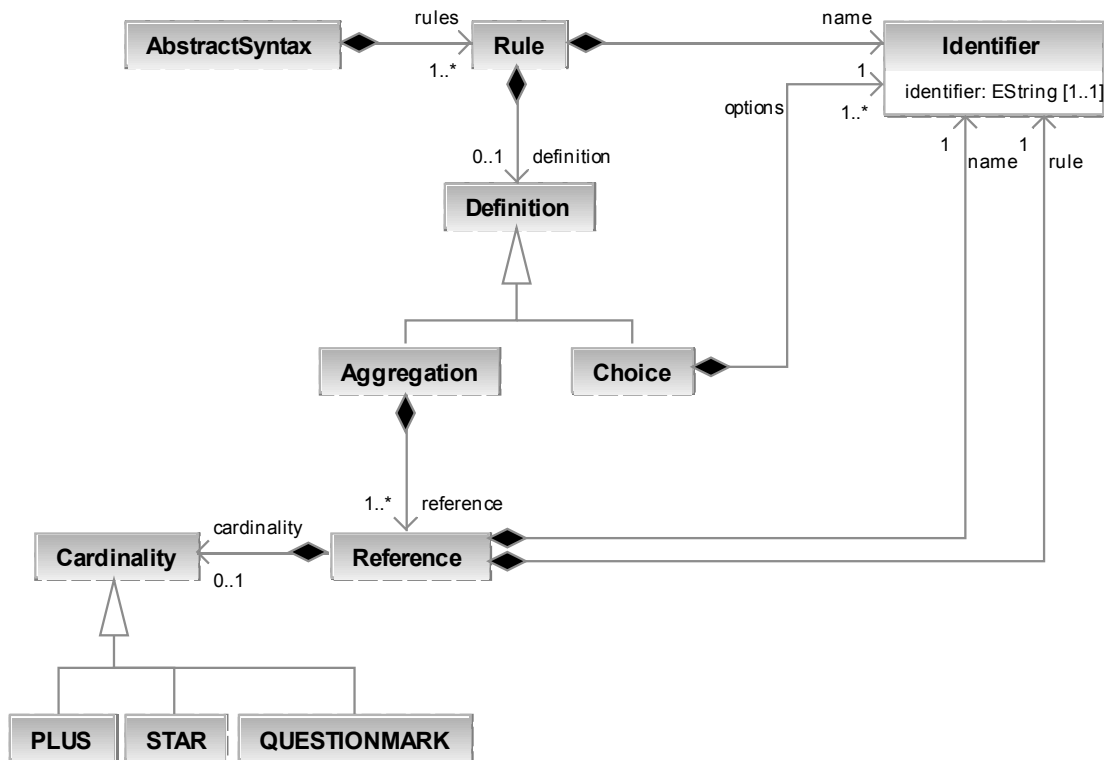 rules
name
AbstractSyntax
Rule
Identifier
1..*
1
identifier: EString [1..1]
options
1..*
1
name
1
rule
0..1
definition
Definition
Aggregation
Choice
1..*
reference
cardinality
Cardinality
Reference
0..1
PLUS
STAR
QUESTIONMARK